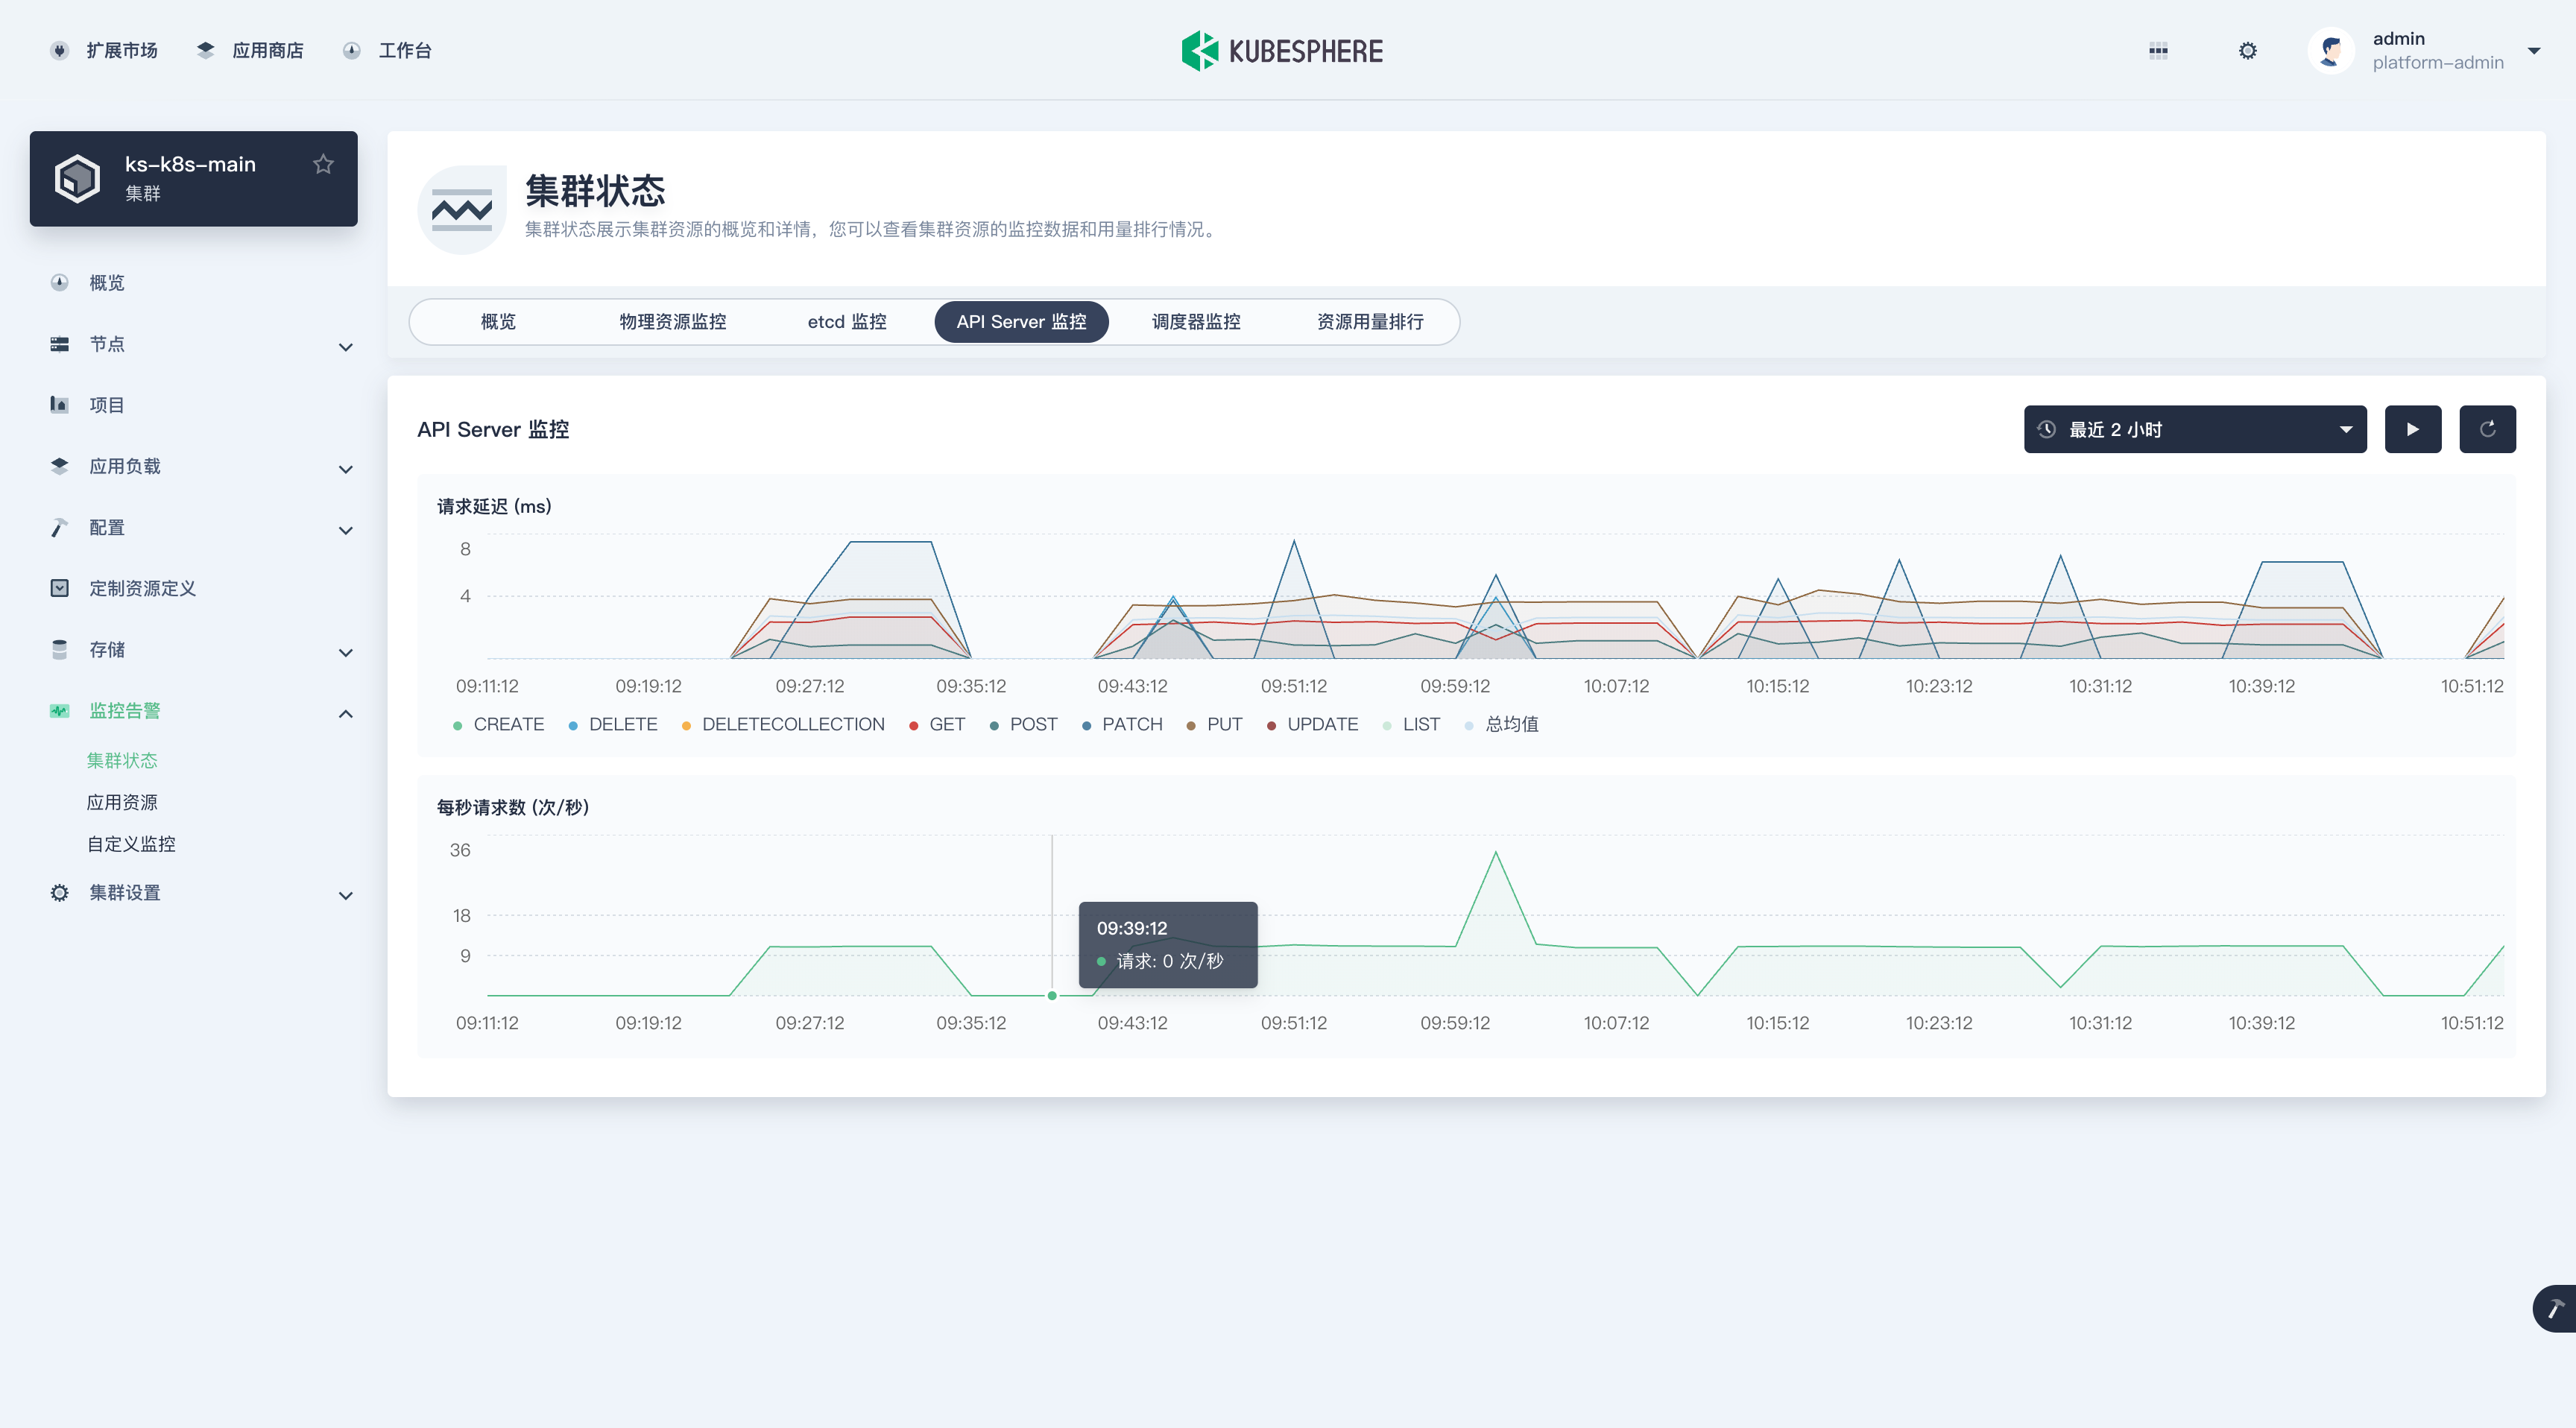 扩展市场 应用商店 工作台 KUBESPHERE admin
platform-admin
ks-k8s-main
集群
概览
节点
项目
应用负载
配置
定制资源定义
存储
监控告警
集群状态
应用资源
自定义监控
集群设置
集群状态
集群状态展示集群资源的概览和详情，您可以查看集群资源的监控数据和用量排行情况。
概览 物理资源监控 etcd 监控 API Server 监控 调度器监控 资源用量排行
API Server 监控 最近 2 小时
请求延迟 (ms)
8
4
09:11:12 09:19:12 09:27:12 09:35:12 09:43:12 09:51:12 09:59:12 10:07:12 10:15:12 10:23:12 10:31:12 10:39:12 10:51:12
CREATE DELETE DELETECOLLECTION GET POST PATCH PUT UPDATE LIST 总均值
每秒请求数 (次/秒)
36
18
9
09:39:12
请求: 0 次/秒
09:11:12 09:19:12 09:27:12 09:35:12 09:43:12 09:51:12 09:59:12 10:07:12 10:15:12 10:23:12 10:31:12 10:39:12 10:51:12